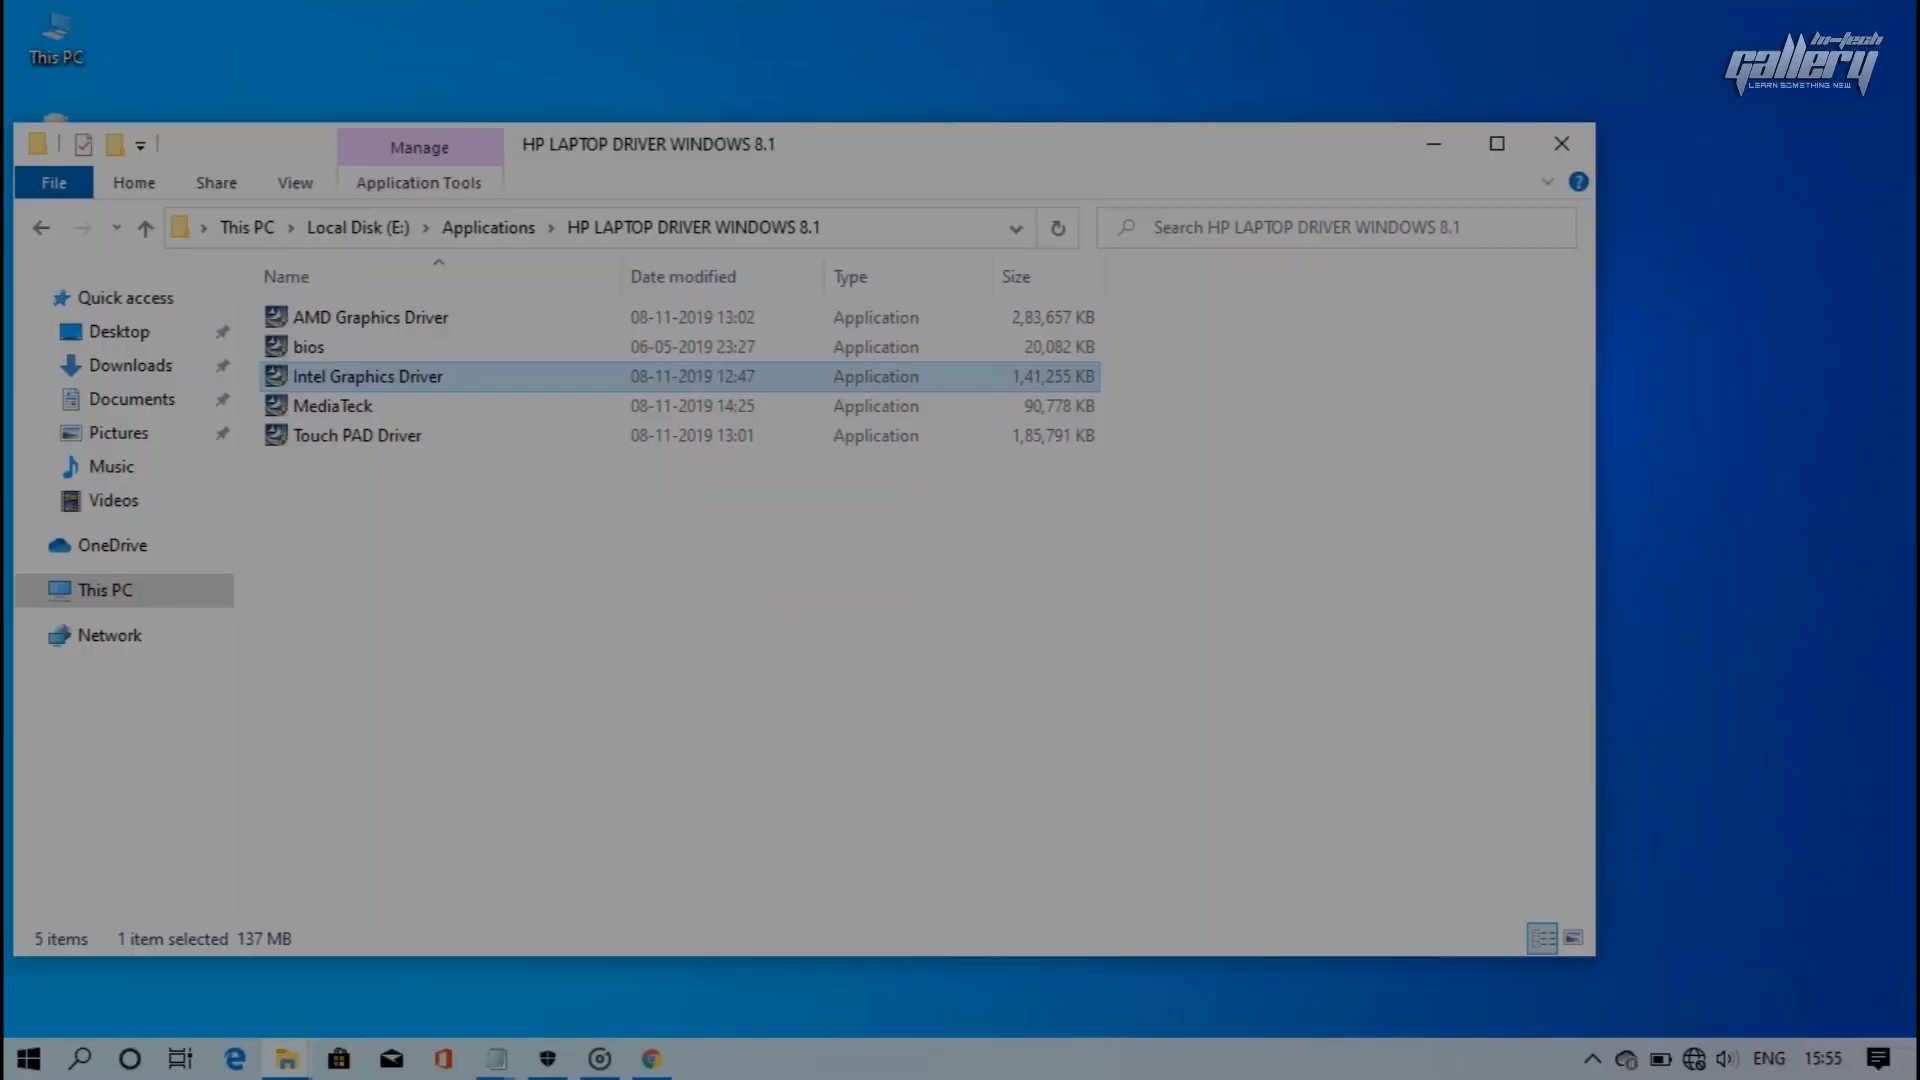 This PC
hi-tech
gallery
LEARN SOMETHING NEW
Manage
HP LAPTOP DRIVER WINDOWS 8.1
File
Home
Share
View
Application Tools
This PC
Local Disk (E:)
Applications
HP LAPTOP DRIVER WINDOWS 8.1
Search HP LAPTOP DRIVER WINDOWS 8.1
Name
Date modified
Type
Size
Quick access
Desktop
Downloads
Documents
Pictures
Music
Videos
OneDrive
This PC
Network
AMD Graphics Driver 08-11-2019 13:02 Application 2,83,657 KB
bios 06-05-2019 23:27 Application 20,082 KB
Intel Graphics Driver 08-11-2019 12:47 Application 1,41,255 KB
MediaTeck 08-11-2019 14:25 Application 90,778 KB
Touch PAD Driver 08-11-2019 13:01 Application 1,85,791 KB
5 items 1 item selected 137 MB
ENG 15:55